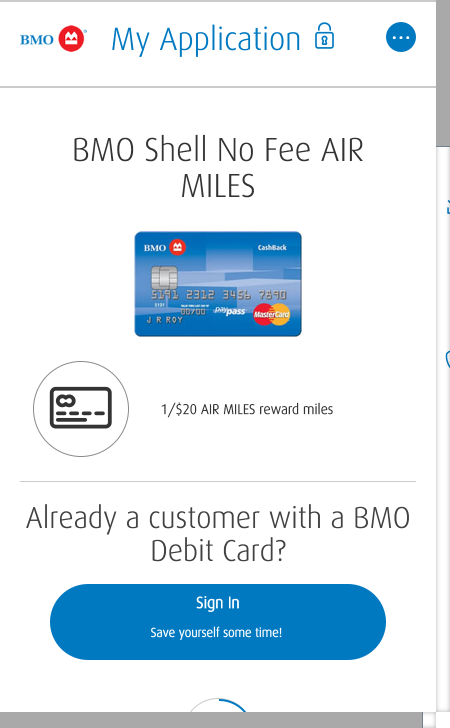 BMO My Application
BMO Shell No Fee AIR
MILES
BMO CashBack
5191 2312 3456 7890
5191
00/00 paypass
J R ROY MasterCard
1/$20 AIR MILES reward miles
Already a customer with a BMO
Debit Card?
Sign In
Save yourself some time!